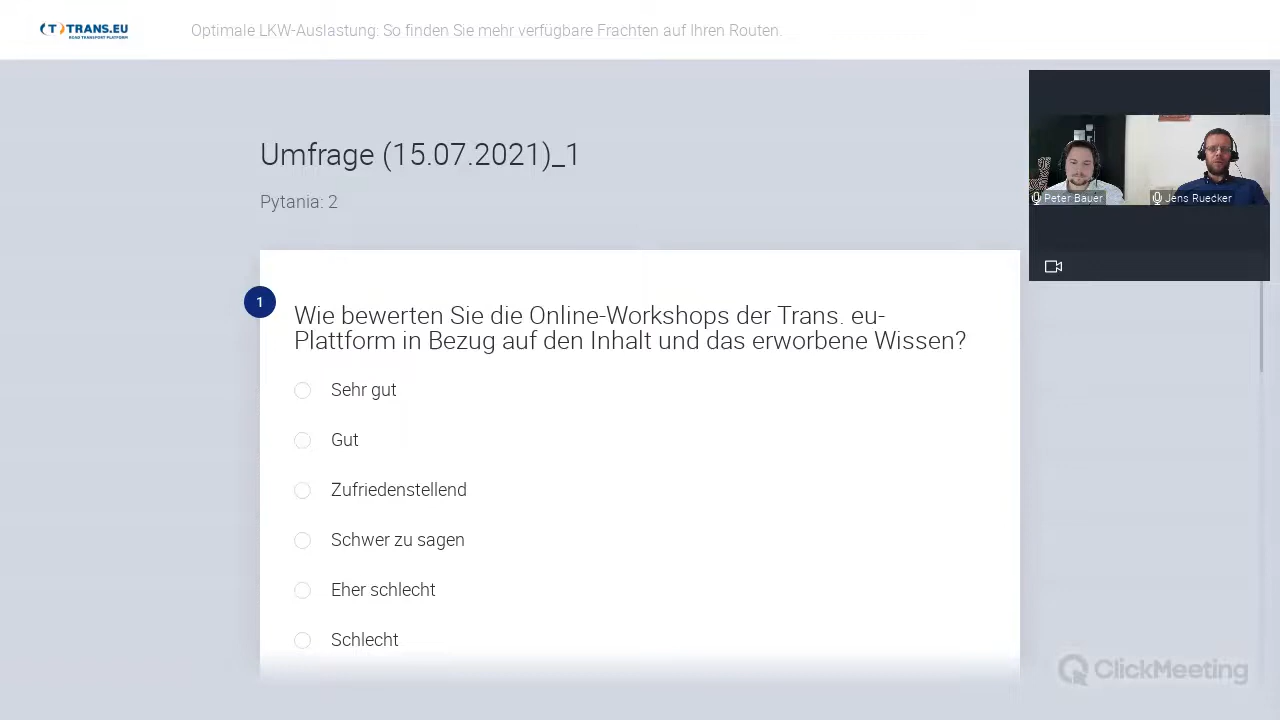 (T) TRANS.EU
ROAD TRANSPORT PLATFORM
Optimale LKW-Auslastung: So finden Sie mehr verfügbare Frachten auf Ihren Routen.
Umfrage (15.07.2021)_1
Pytania: 2
Peter Bauer
Jens Ruecker
1
Wie bewerten Sie die Online-Workshops der Trans. eu-
Plattform in Bezug auf den Inhalt und das erworbene Wissen?
Sehr gut
Gut
Zufriedenstellend
Schwer zu sagen
Eher schlecht
Schlecht
ClickMeeting